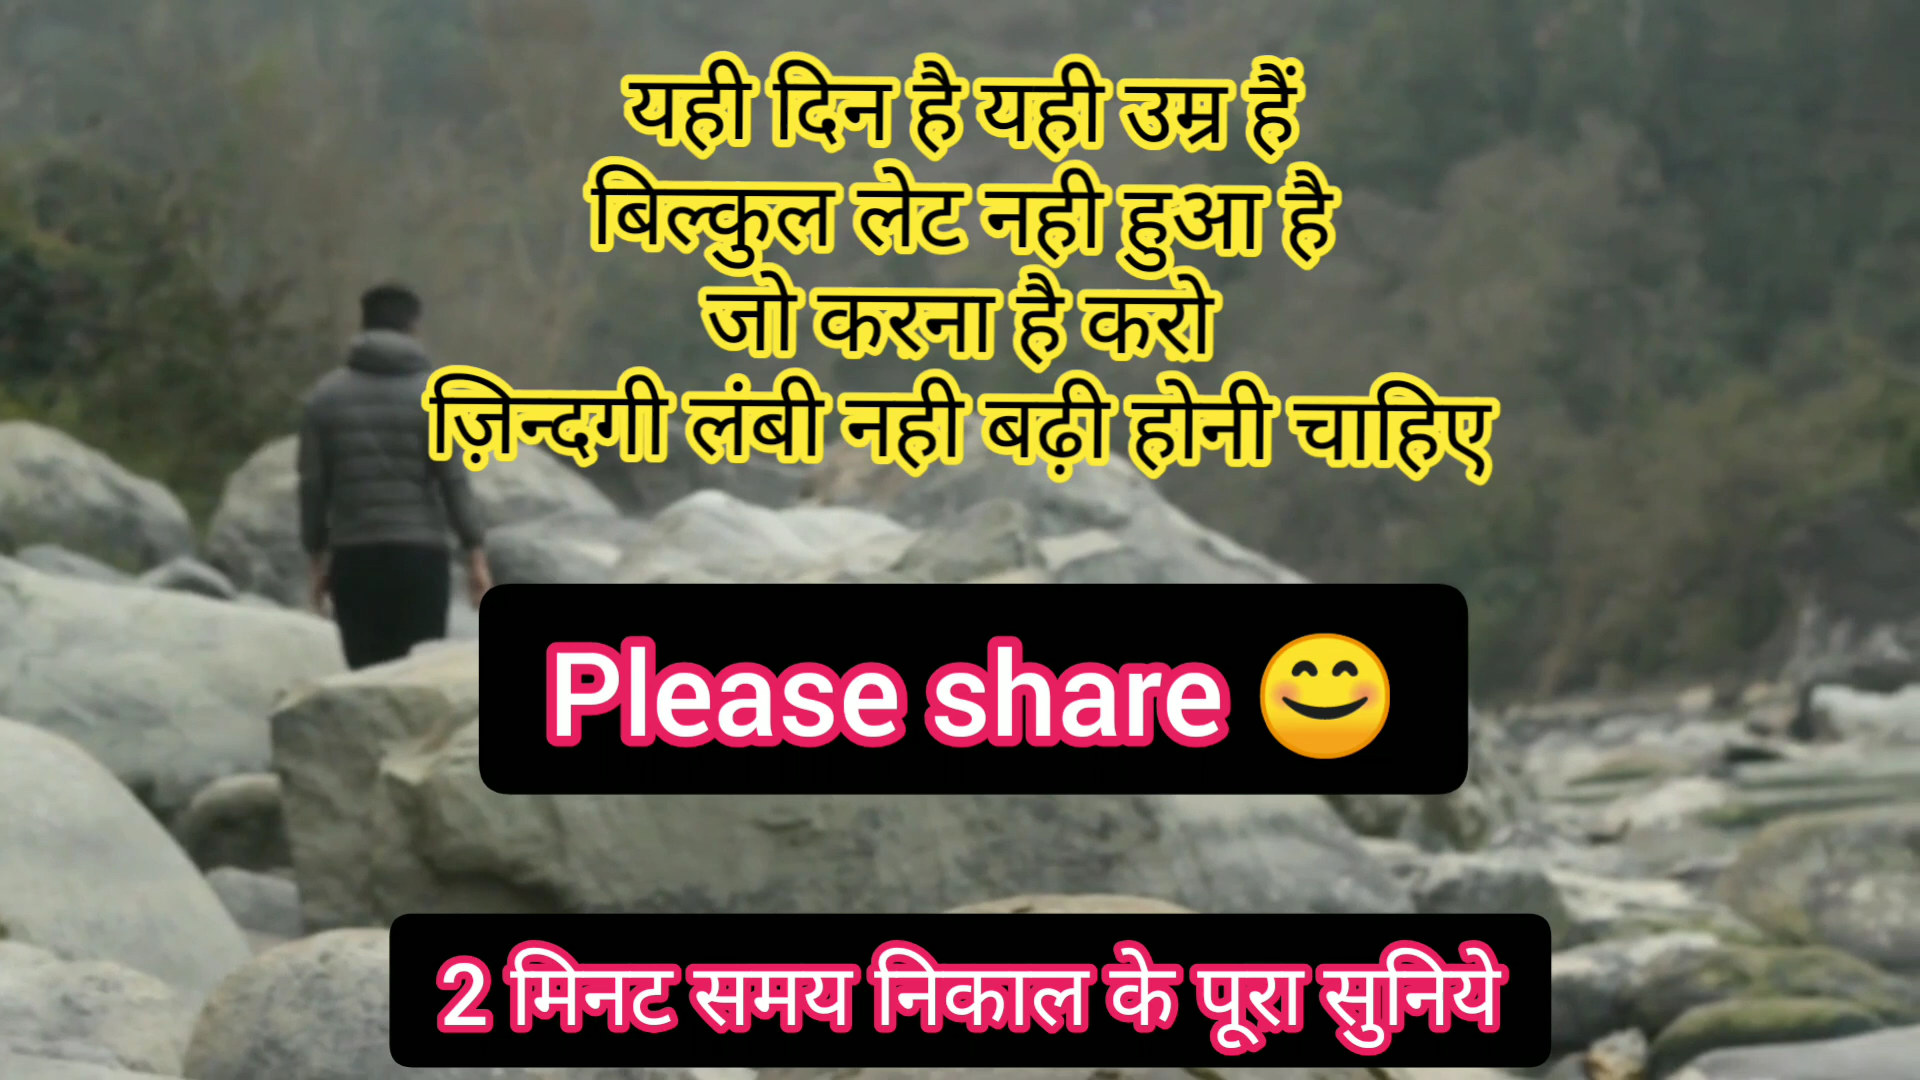 यही दिन है यही उम्र हैं
बिल्कुल लेट नही हुआ है
जो करना है करो
ज़िन्दगी लंबी नही बढ़ी होनी चाहिए
Please share 😊
2 मिनट समय निकाल के पूरा सुनिये